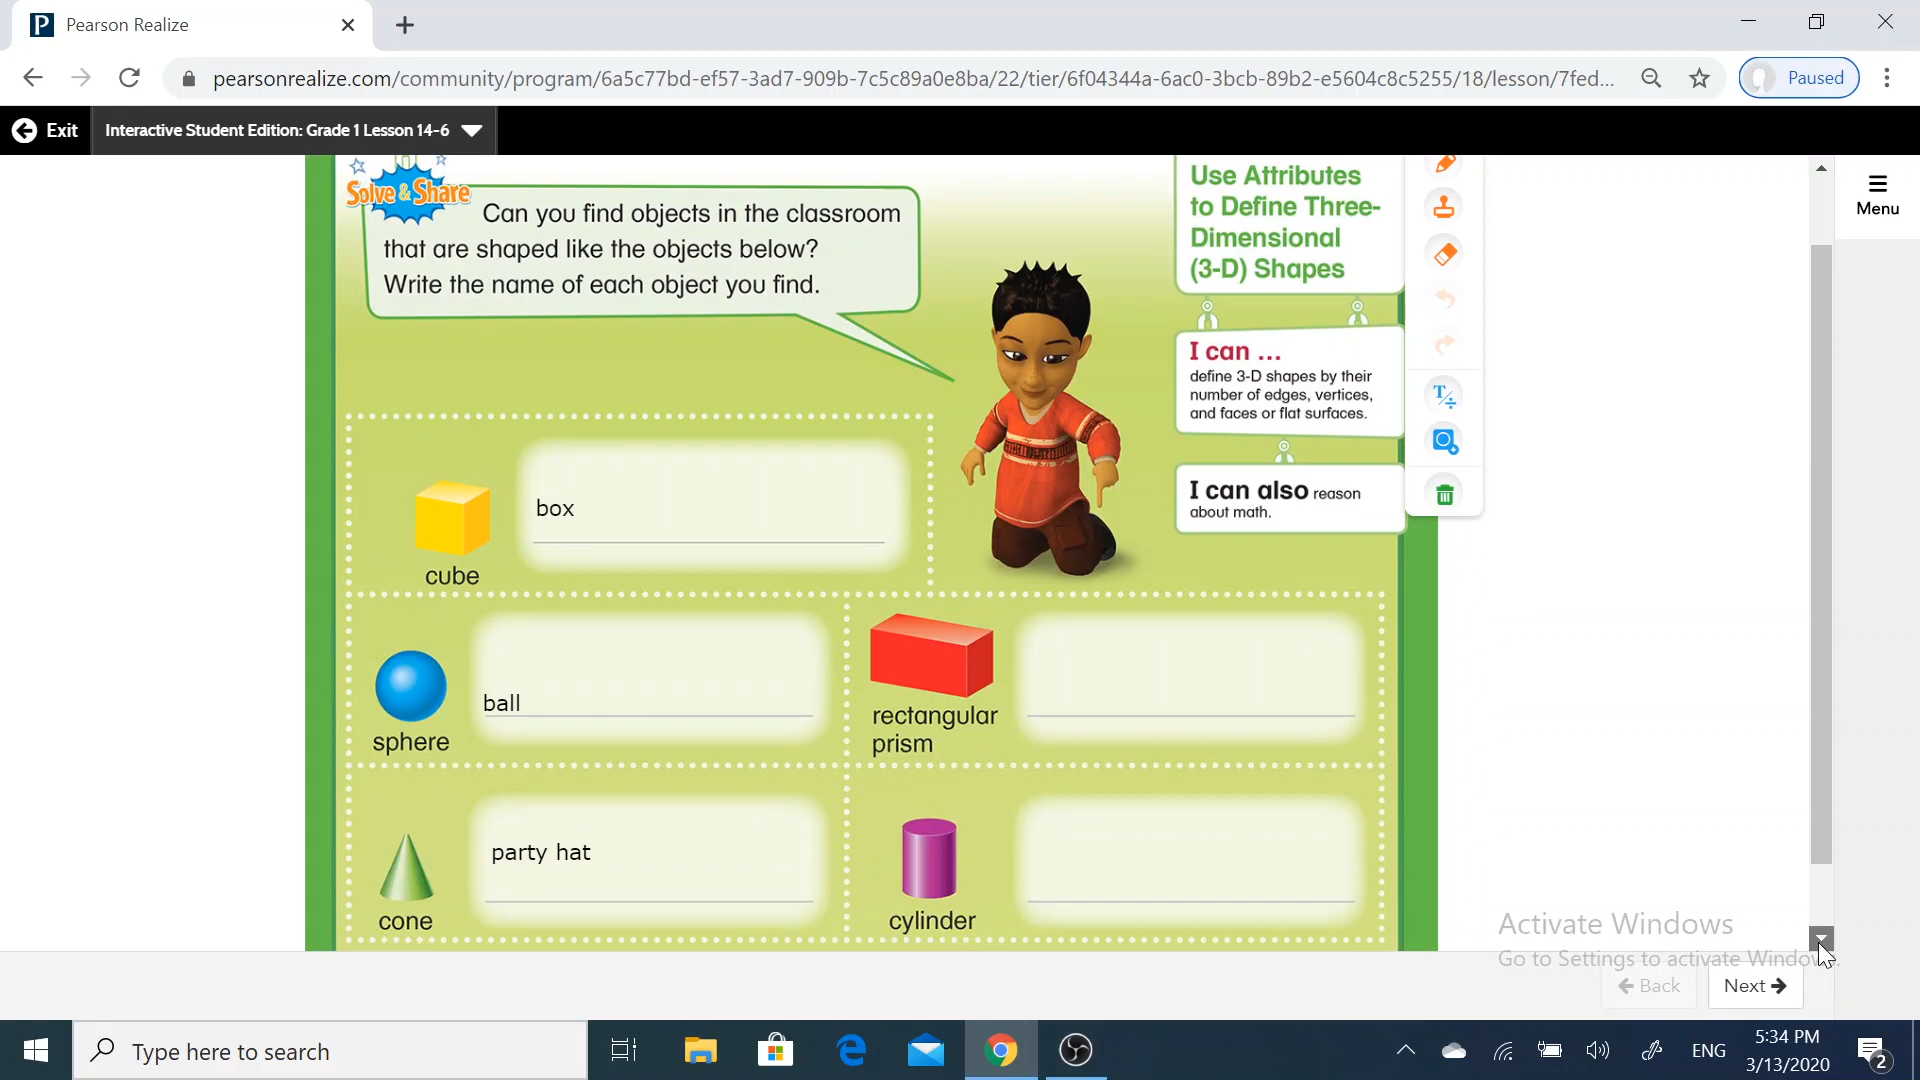 Pearson Realize
pearsonrealize.com/community/program/6a5c77bd-ef57-3ad7-909b-7c5c89a0e8ba/22/tier/6f04344a-6ac0-3bcb-89b2-e5604c8c5255/18/lesson/7fed...
Paused
Exit
Interactive Student Edition: Grade 1 Lesson 14-6
Menu
Solve & Share
Can you find objects in the classroom
that are shaped like the objects below?
Write the name of each object you find.
Use Attributes
to Define Three-
Dimensional
(3-D) Shapes
I can ...
define 3-D shapes by their
number of edges, vertices,
and faces or flat surfaces.
I can also reason
about math.
box
cube
ball
sphere
rectangular
prism
party hat
cone
cylinder
Activate Windows
Go to Settings to activate Window
Back
Next
Type here to search
ENG
5:34 PM
3/13/2020
2